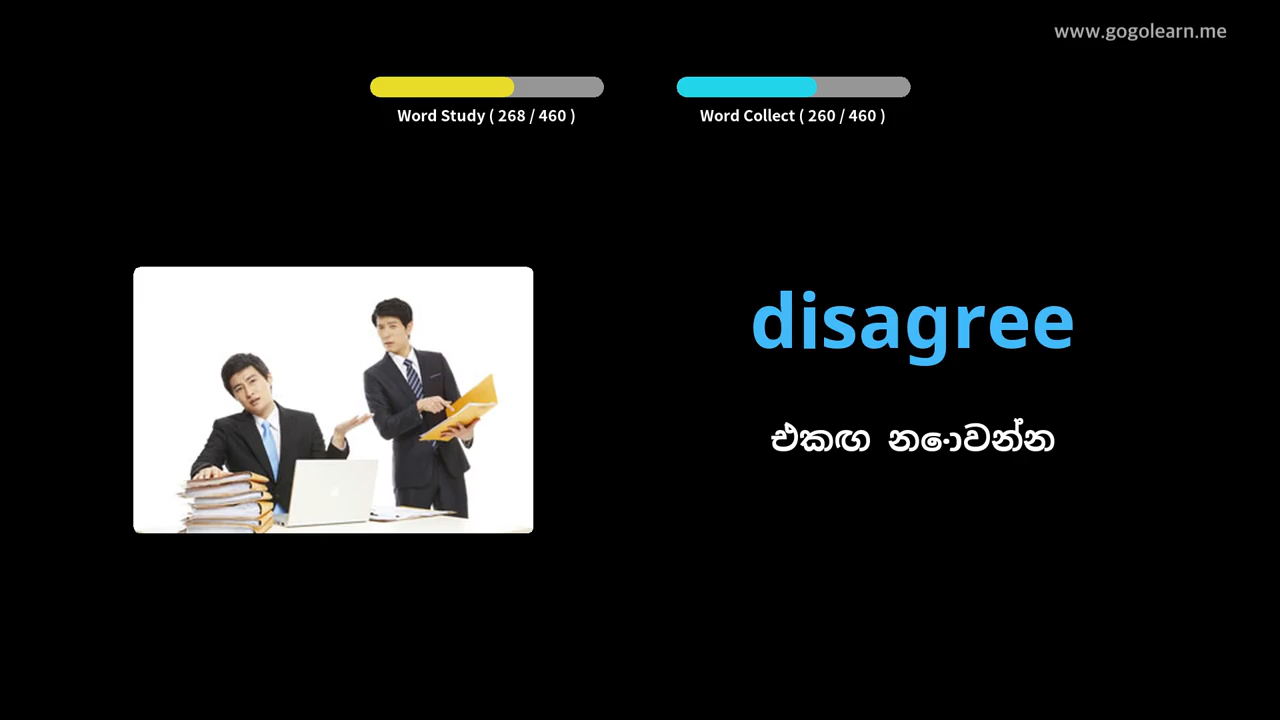 www.gogolearn.me
Word Study ( 268 / 460 )
Word Collect ( 260 / 460 )
disagree
එකඟ නොවන්න